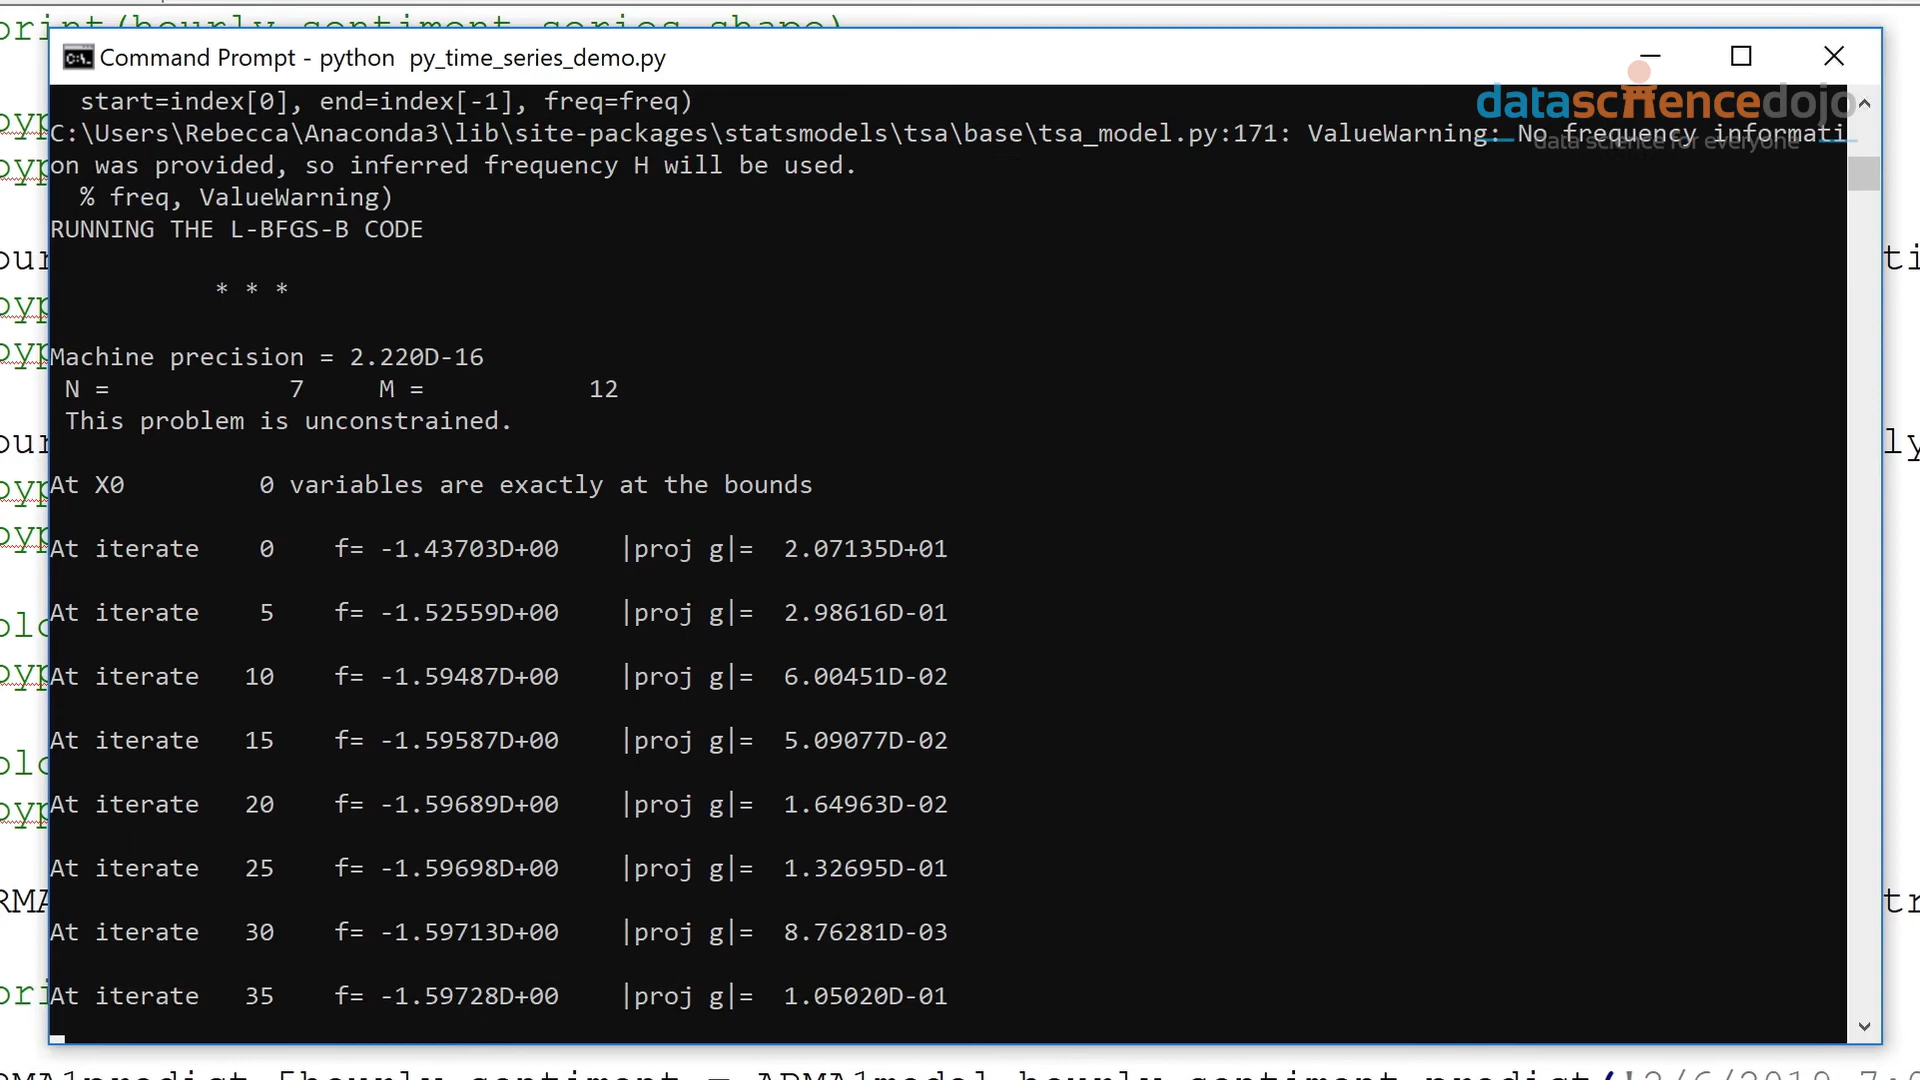 print(hourly_sentiment_series.shape)
Command Prompt - python  py_time_series_demo.py
datasciencedojo
data science for everyone
start=index[0], end=index[-1], freq=freq)
C:\Users\Rebecca\Anaconda3\lib\site-packages\statsmodels\tsa\base\tsa_model.py:171: ValueWarning: No frequency informati
on was provided, so inferred frequency H will be used.
% freq, ValueWarning)
RUNNING THE L-BFGS-B CODE
* * *
Machine precision = 2.220D-16
N =            7     M =           12
This problem is unconstrained.
At X0         0 variables are exactly at the bounds
At iterate    0    f= -1.43703D+00    |proj g|=  2.07135D+01
At iterate    5    f= -1.52559D+00    |proj g|=  2.98616D-01
At iterate   10    f= -1.59487D+00    |proj g|=  6.00451D-02
At iterate   15    f= -1.59587D+00    |proj g|=  5.09077D-02
At iterate   20    f= -1.59689D+00    |proj g|=  1.64963D-02
At iterate   25    f= -1.59698D+00    |proj g|=  1.32695D-01
At iterate   30    f= -1.59713D+00    |proj g|=  8.76281D-03
At iterate   35    f= -1.59728D+00    |proj g|=  1.05020D-01